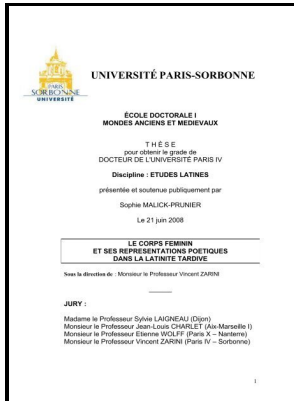 PARIS
SORBONNE
UNIVERSITÉ
UNIVERSITÉ PARIS-SORBONNE
ÉCOLE DOCTORALE I
MONDES ANCIENS ET MEDIEVAUX
T H È S E
pour obtenir le grade de
DOCTEUR DE L'UNIVERSITÉ PARIS IV
Discipline : ETUDES LATINES
présentée et soutenue publiquement par
Sophie MALICK-PRUNIER
Le 21 juin 2008
LE CORPS FEMININ
ET SES REPRESENTATIONS POETIQUES
DANS LA LATINITE TARDIVE
Sous la direction de : Monsieur le Professeur Vincent ZARINI
JURY :
Madame le Professeur Sylvie LAIGNEAU (Dijon)
Monsieur le Professeur Jean-Louis CHARLET (Aix-Marseille I)
Monsieur le Professeur Etienne WOLFF (Paris X – Nanterre)
Monsieur le Professeur Vincent ZARINI (Paris IV – Sorbonne)
1